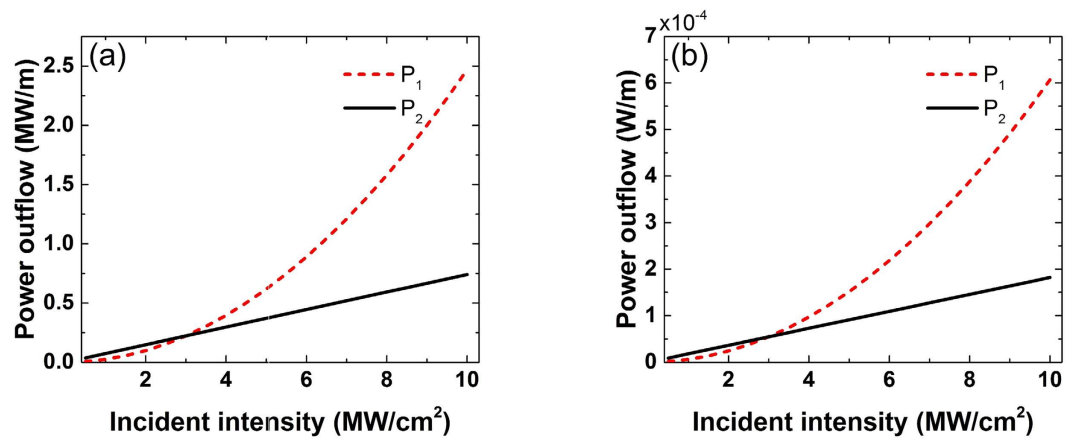 (a)
P₁
P₂
2.5
2.0
1.5
1.0
0.5
0.0
2
4
6
8
10
Power outflow (MW/m)
Incident intensity (MW/cm²)
×10⁻⁴
(b)
P₁
P₂
7
6
5
4
3
2
1
0
2
4
6
8
10
Power outflow (W/m)
Incident intensity (MW/cm²)